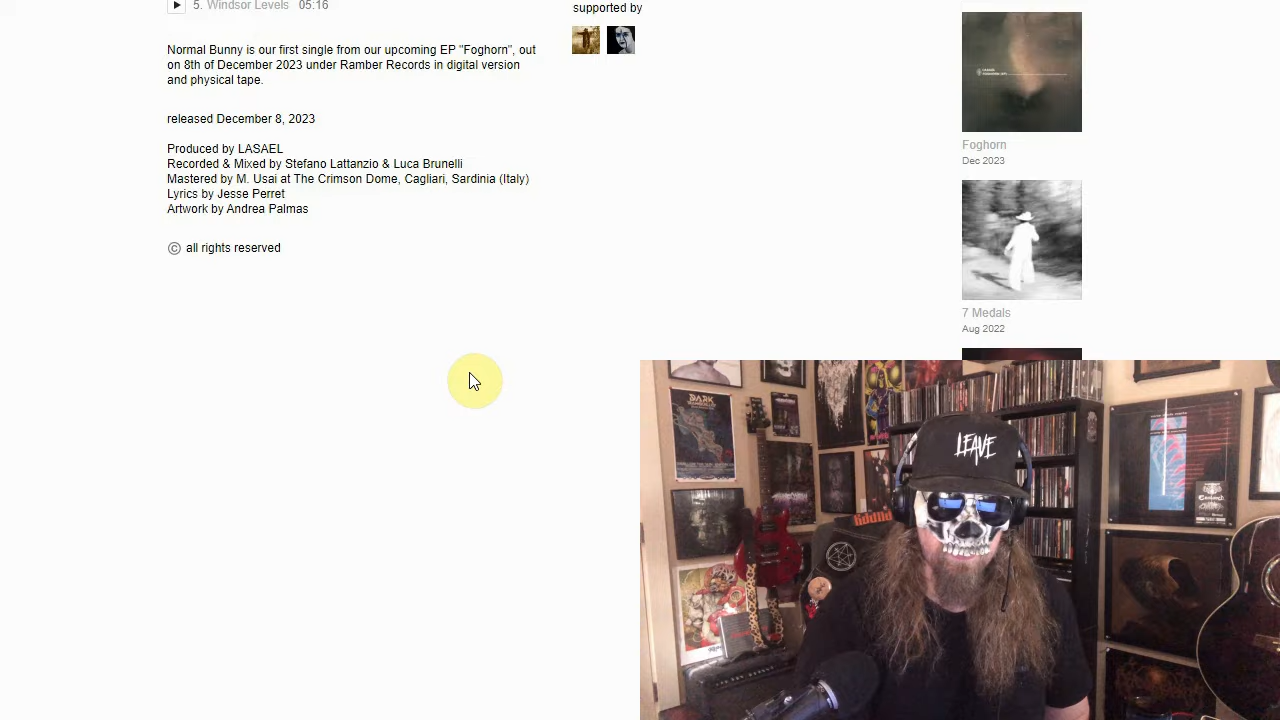 5. Windsor Levels 05:16
supported by
Normal Bunny is our first single from our upcoming EP "Foghorn", out
on 8th of December 2023 under Ramber Records in digital version
and physical tape.
released December 8, 2023
Produced by LASAEL
Recorded & Mixed by Stefano Lattanzio & Luca Brunelli
Mastered by M. Usai at The Crimson Dome, Cagliari, Sardinia (Italy)
Lyrics by Jesse Perret
Artwork by Andrea Palmas
© all rights reserved
Foghorn
Dec 2023
7 Medals
Aug 2022
DARK
LEAVE